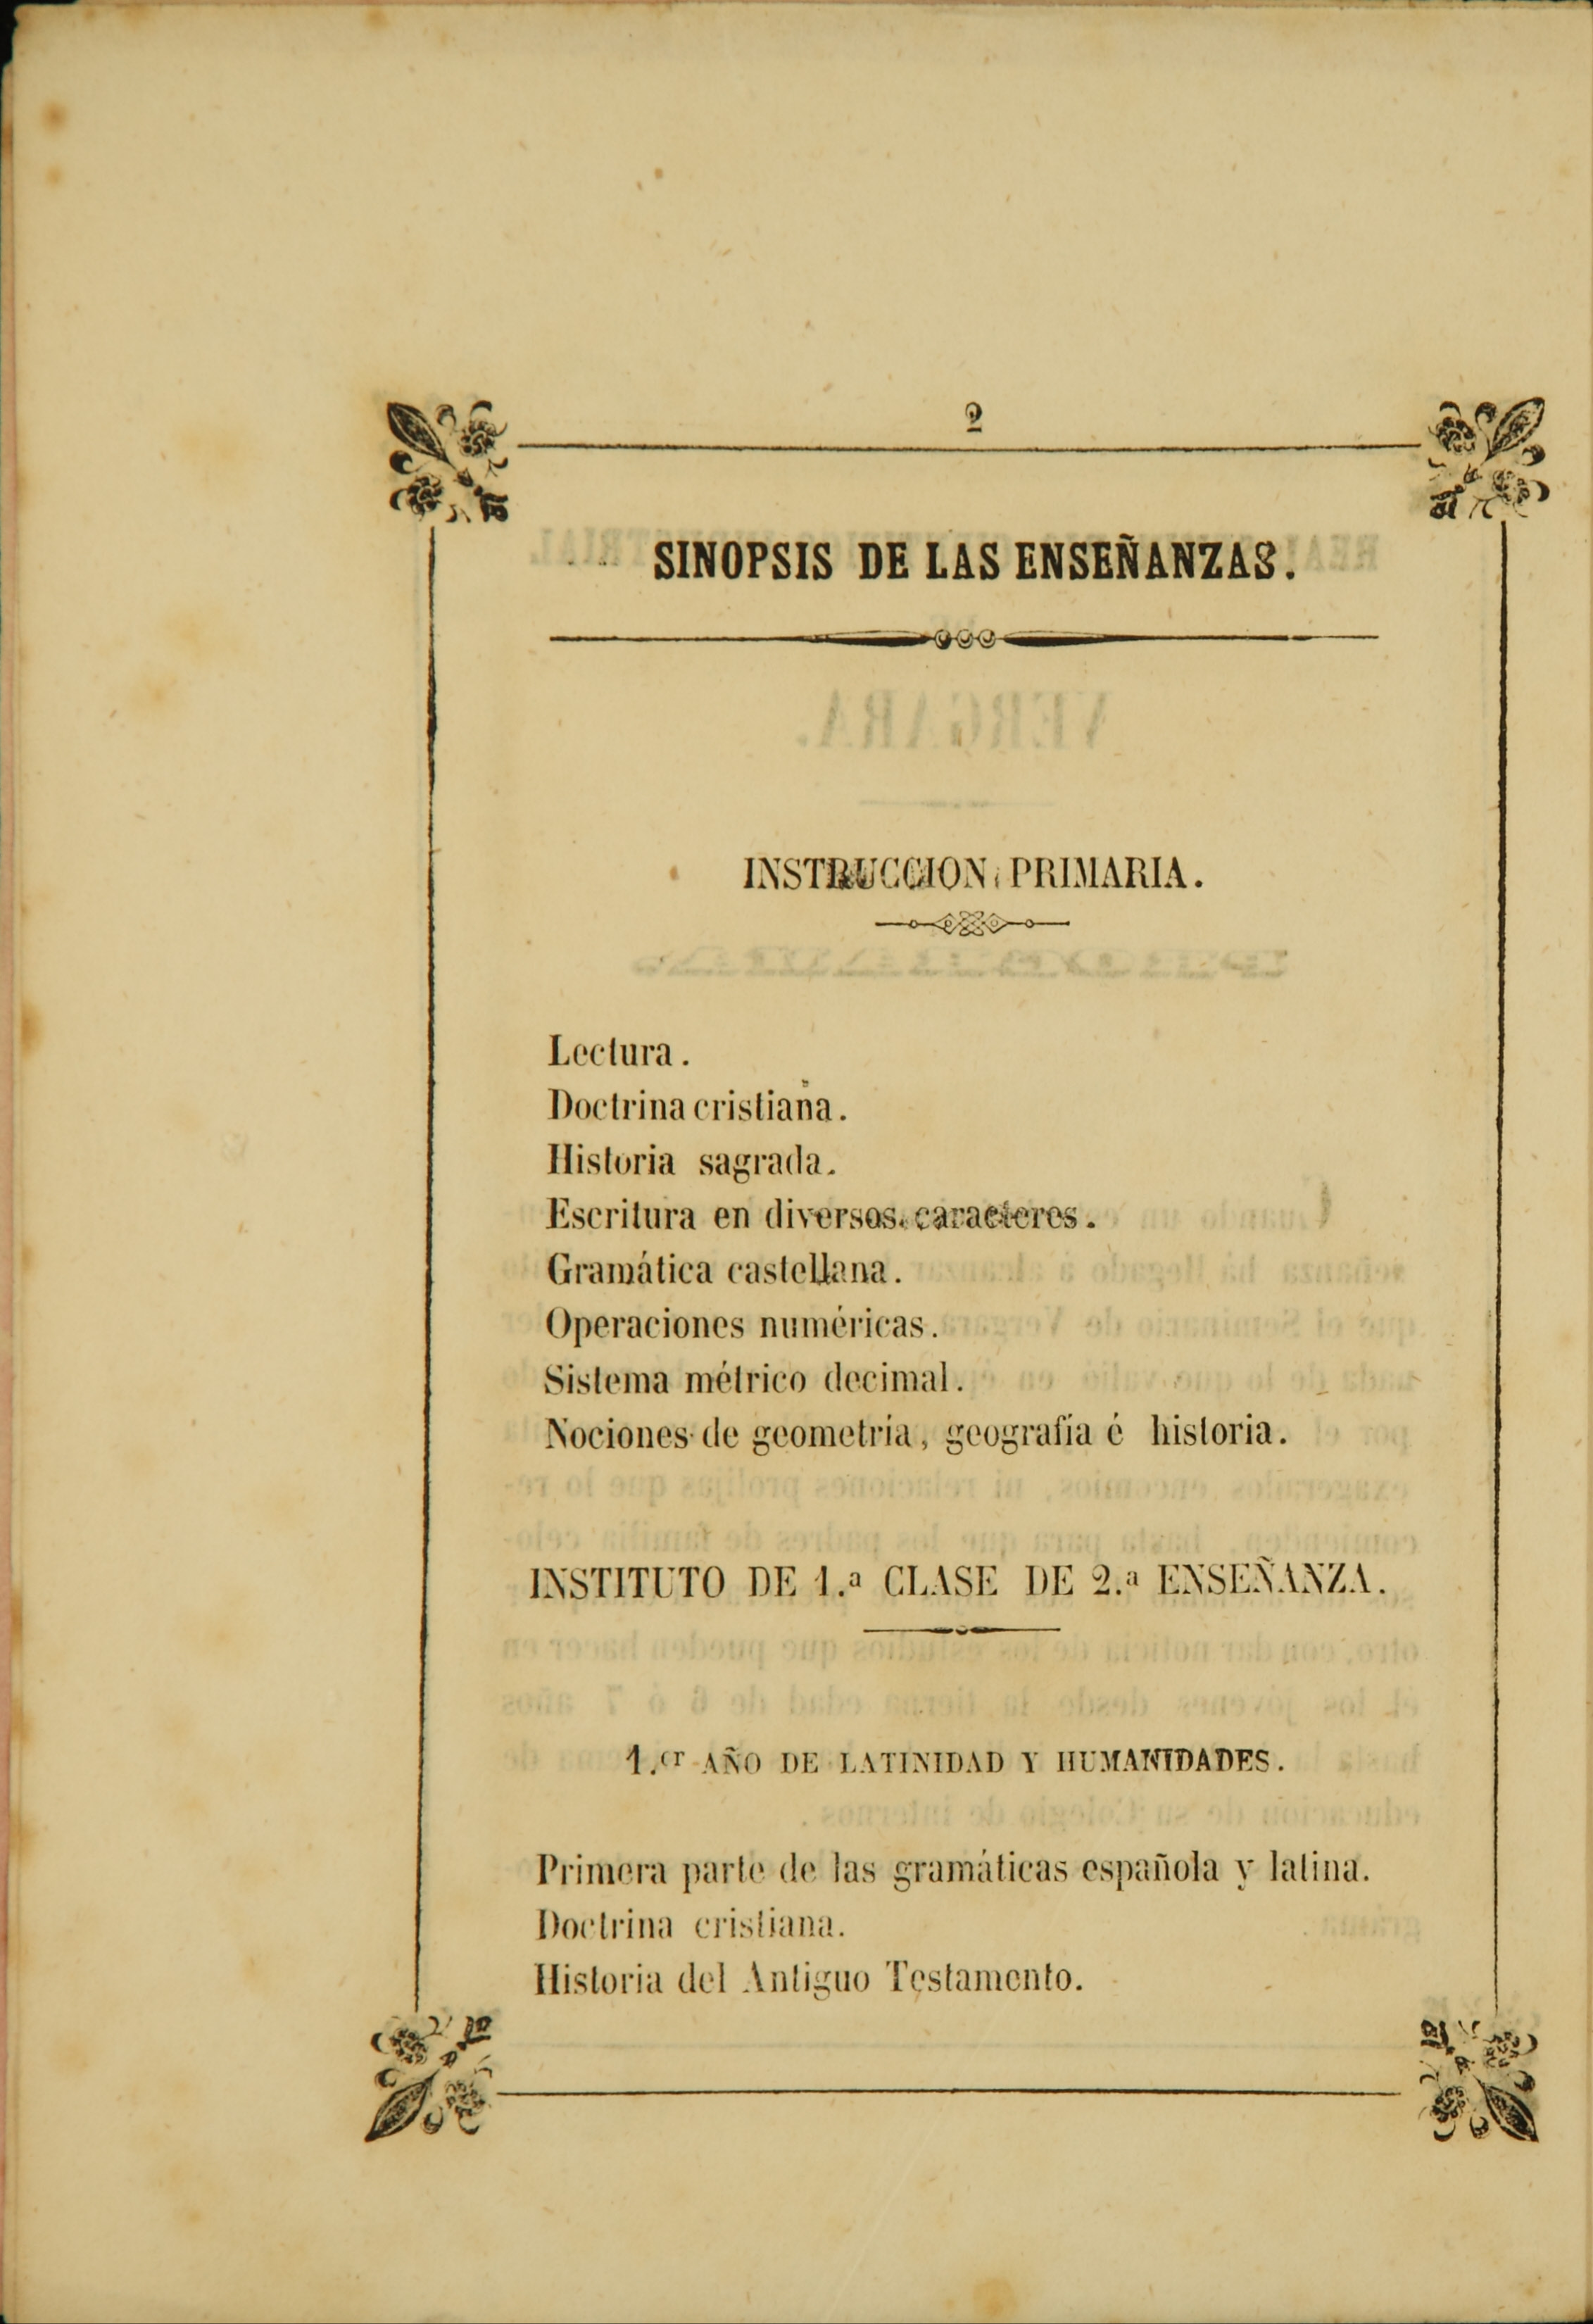 2
SINOPSIS DE LAS ENSEÑANZAS.
INSTRUCCION PRIMARIA.
Lectura.
Doctrina cristiana.
Historia sagrada.
Escritura en diversos caracteres.
Gramática castellana.
Operaciones numéricas.
Sistema métrico decimal.
Nociones de geometría, geografía é historia.
INSTITUTO DE 1.ª CLASE DE 2.ª ENSEÑANZA.
1.er AÑO DE LATINIDAD Y HUMANIDADES.
Primera parte de las gramáticas española y latina.
Doctrina cristiana.
Historia del Antiguo Testamento.